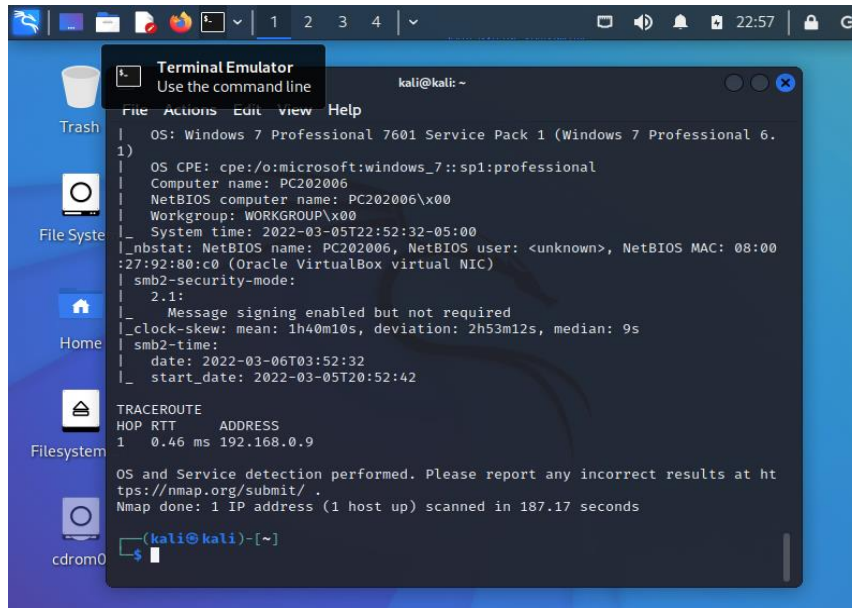 1 2 3 4 22:57
Terminal Emulator
Use the command line
kali@kali: ~
File Actions Edit View Help
Trash
File Syste
Home
Filesystem
cdrom0
| OS: Windows 7 Professional 7601 Service Pack 1 (Windows 7 Professional 6.
1)
| OS CPE: cpe:/o:microsoft:windows_7::sp1:professional
| Computer name: PC202006
| NetBIOS computer name: PC202006\x00
| Workgroup: WORKGROUP\x00
|_ System time: 2022-03-05T22:52:32-05:00
|_nbstat: NetBIOS name: PC202006, NetBIOS user: <unknown>, NetBIOS MAC: 08:00
:27:92:80:c0 (Oracle VirtualBox virtual NIC)
| smb2-security-mode:
| 2.1:
|_ Message signing enabled but not required
|_clock-skew: mean: 1h40m10s, deviation: 2h53m12s, median: 9s
| smb2-time:
| date: 2022-03-06T03:52:32
|_ start_date: 2022-03-05T20:52:42
TRACEROUTE
HOP RTT ADDRESS
1 0.46 ms 192.168.0.9
OS and Service detection performed. Please report any incorrect results at ht
tps://nmap.org/submit/ .
Nmap done: 1 IP address (1 host up) scanned in 187.17 seconds
┌──(kali㉿kali)-[~]
└─$